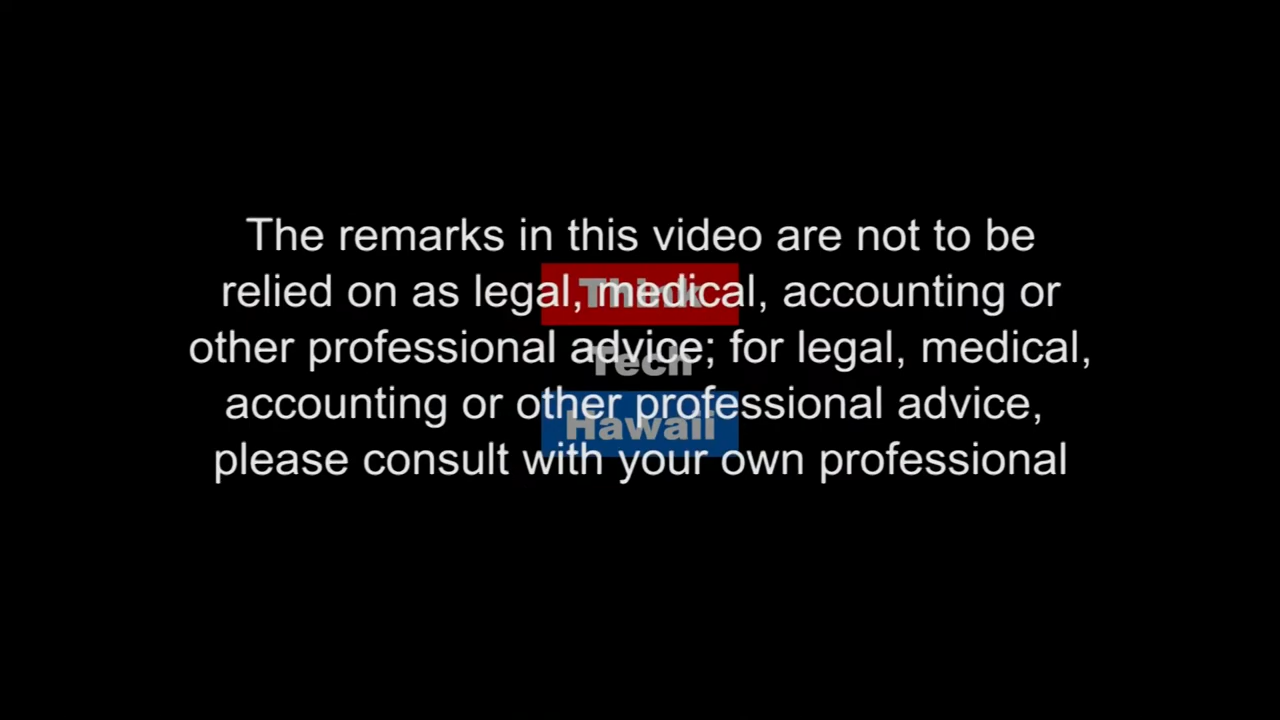 The remarks in this video are not to be
relied on as legal, medical, accounting or
other professional advice; for legal, medical,
accounting or other professional advice,
please consult with your own professional
Think
Tech
Hawaii